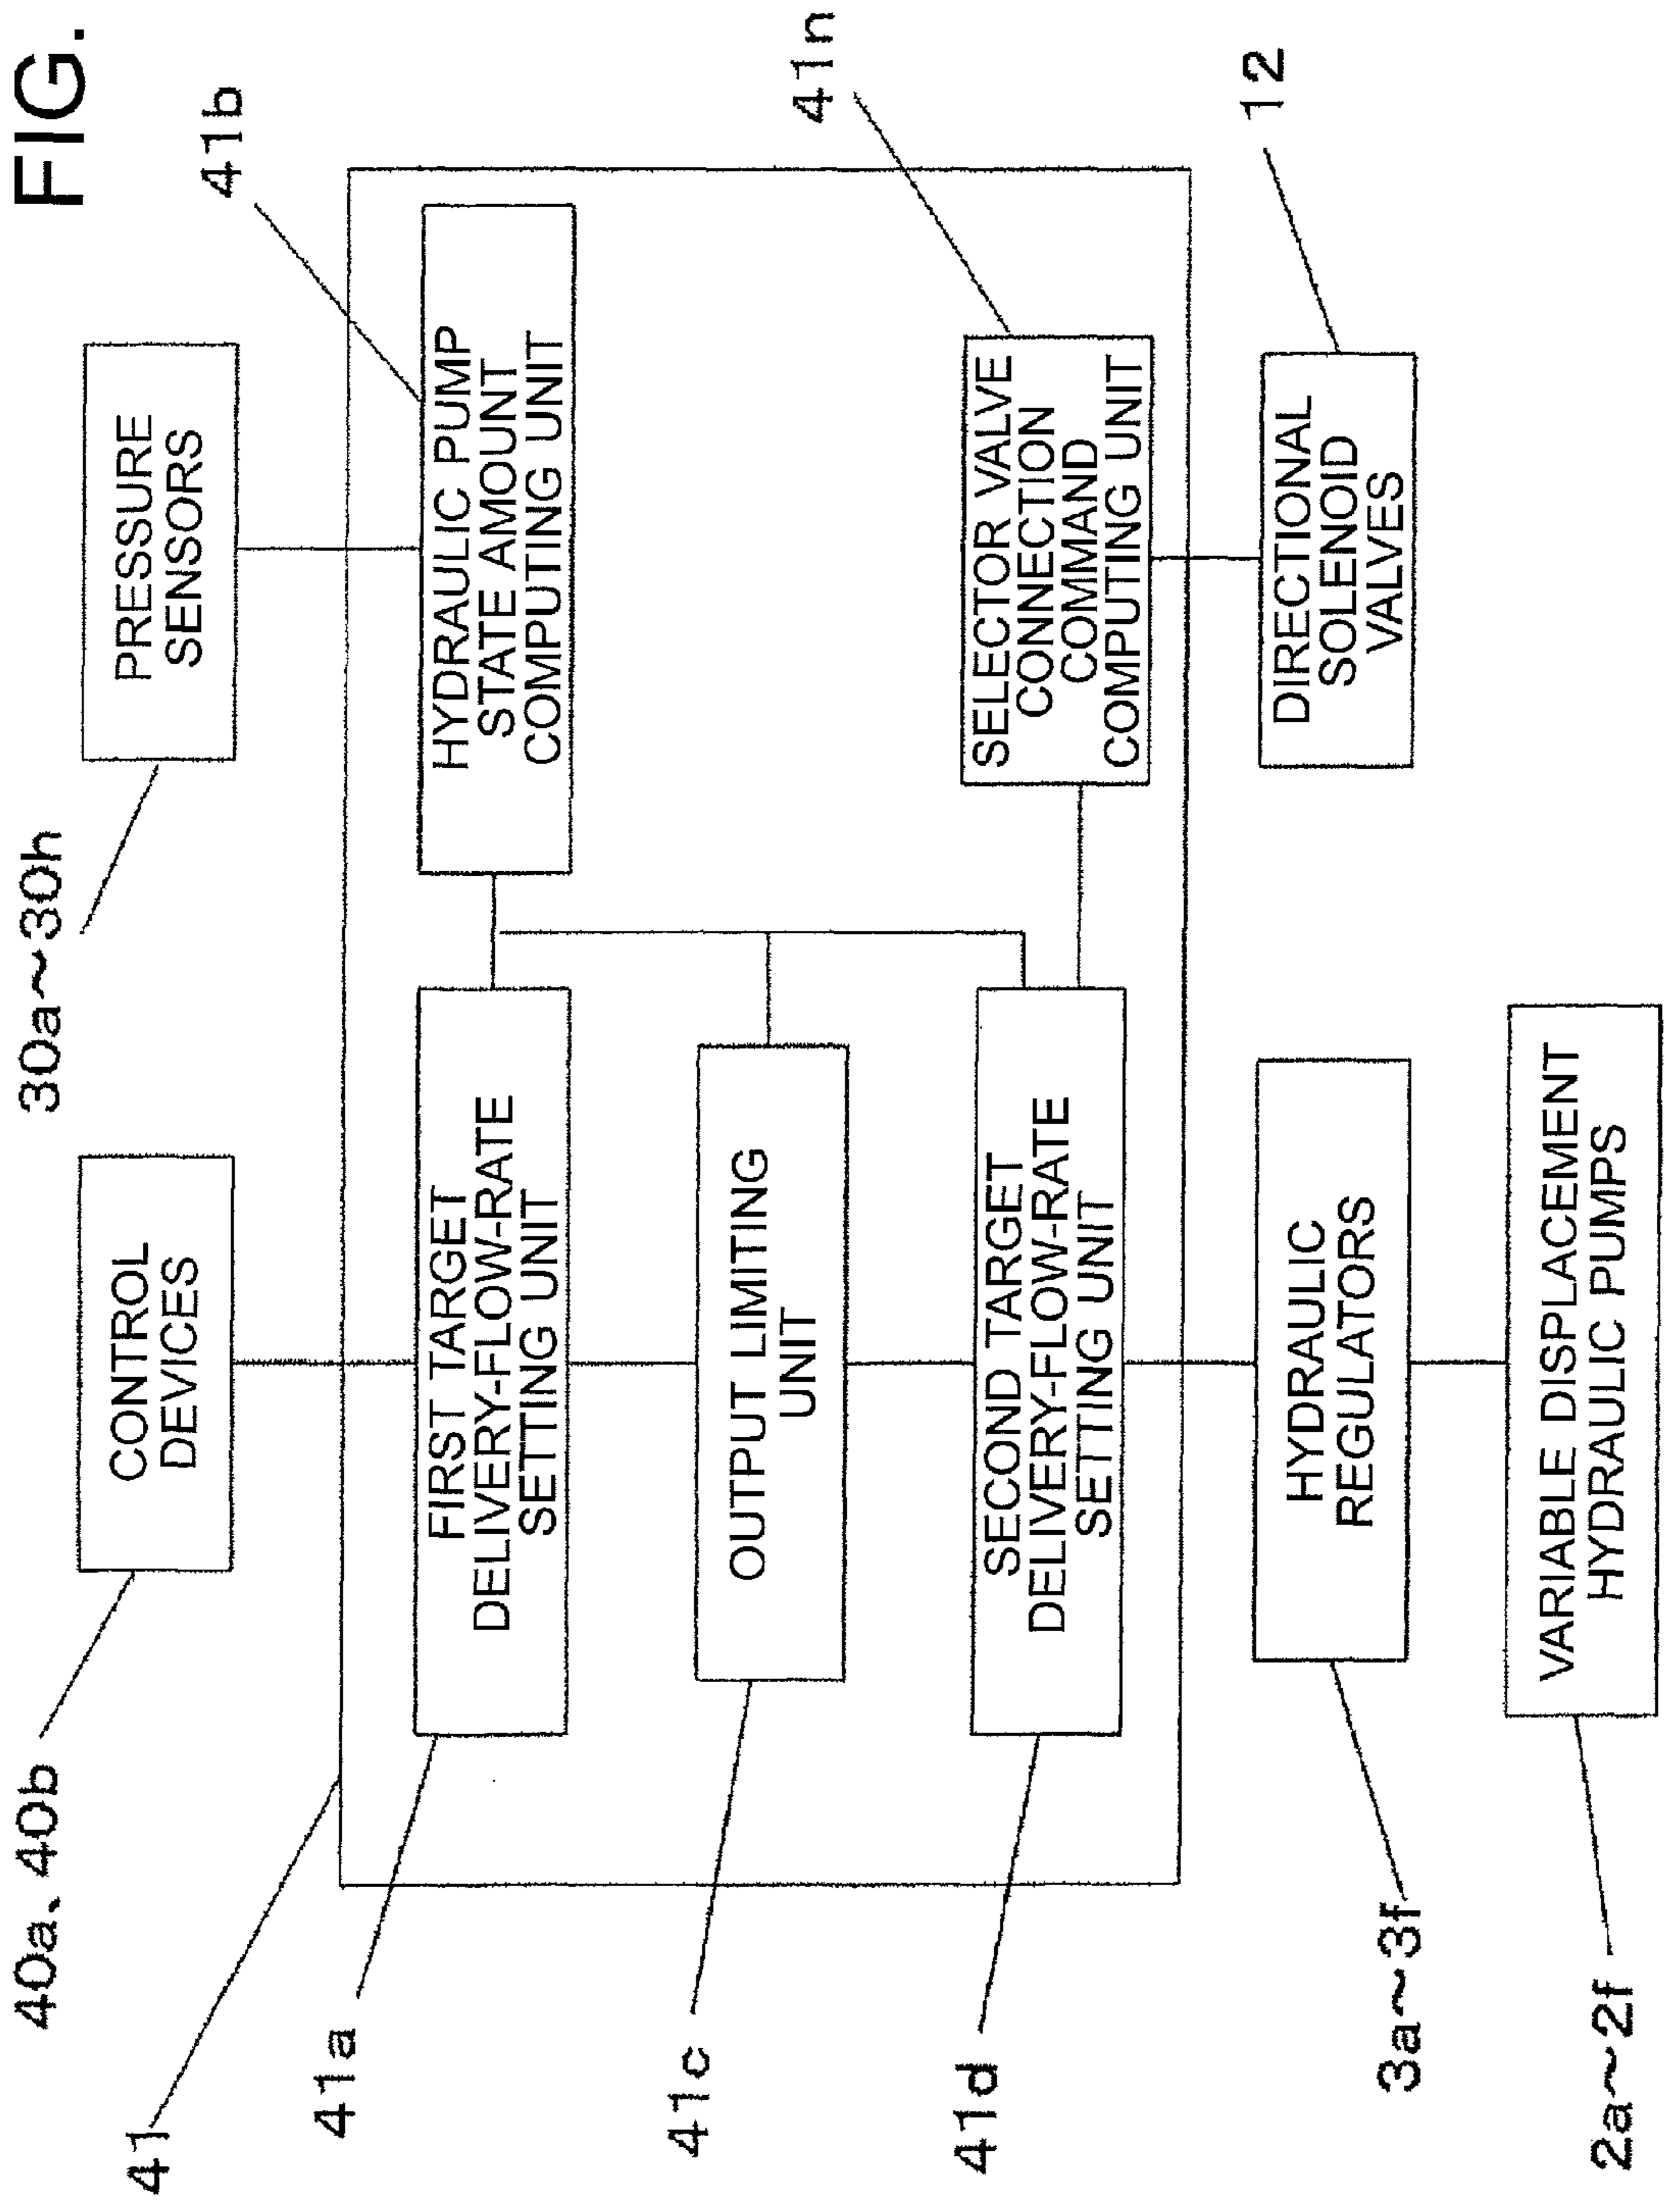 FIG.
40a、40b
CONTROL
DEVICES
30a~30h
PRESSURE
SENSORS
41
41a
FIRST TARGET
DELIVERY-FLOW-RATE
SETTING UNIT
41b
HYDRAULIC PUMP
STATE AMOUNT
COMPUTING UNIT
41c
OUTPUT LIMITING
UNIT
41d
SECOND TARGET
DELIVERY-FLOW-RATE
SETTING UNIT
41n
SELECTOR VALVE
CONNECTION
COMMAND
COMPUTING UNIT
3a~3f
HYDRAULIC
REGULATORS
12
DIRECTIONAL
SOLENOID
VALVES
2a~2f
VARIABLE DISPLACEMENT
HYDRAULIC PUMPS